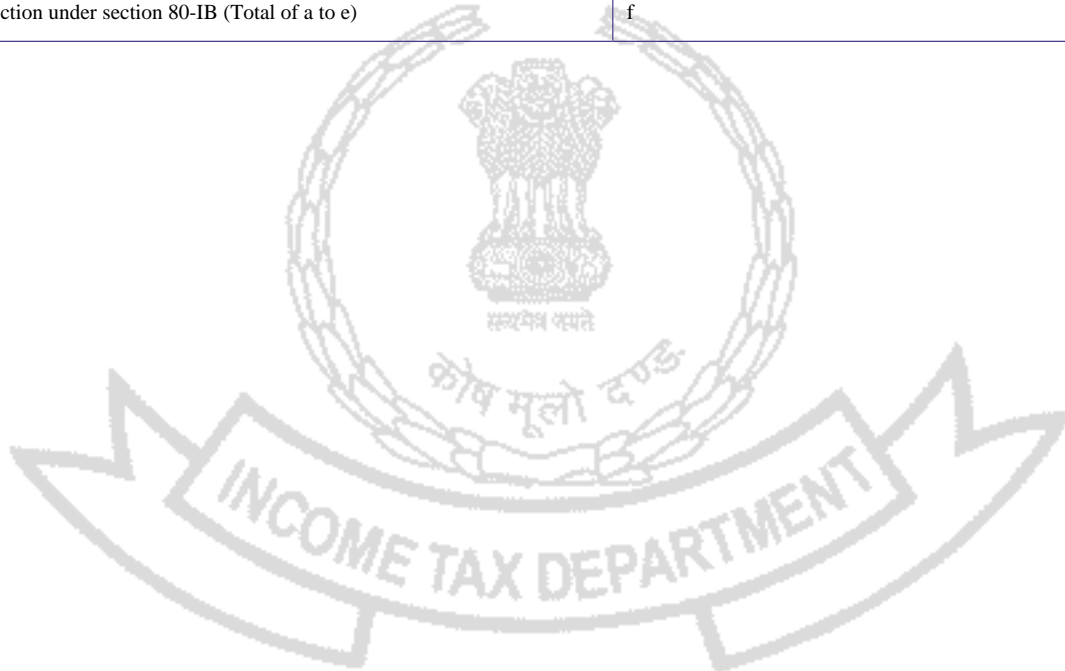 ction under section 80-IB (Total of a to e) f
सत्यमेव जयते
कोष मूलो दण्ड
INCOME TAX DEPARTMENT